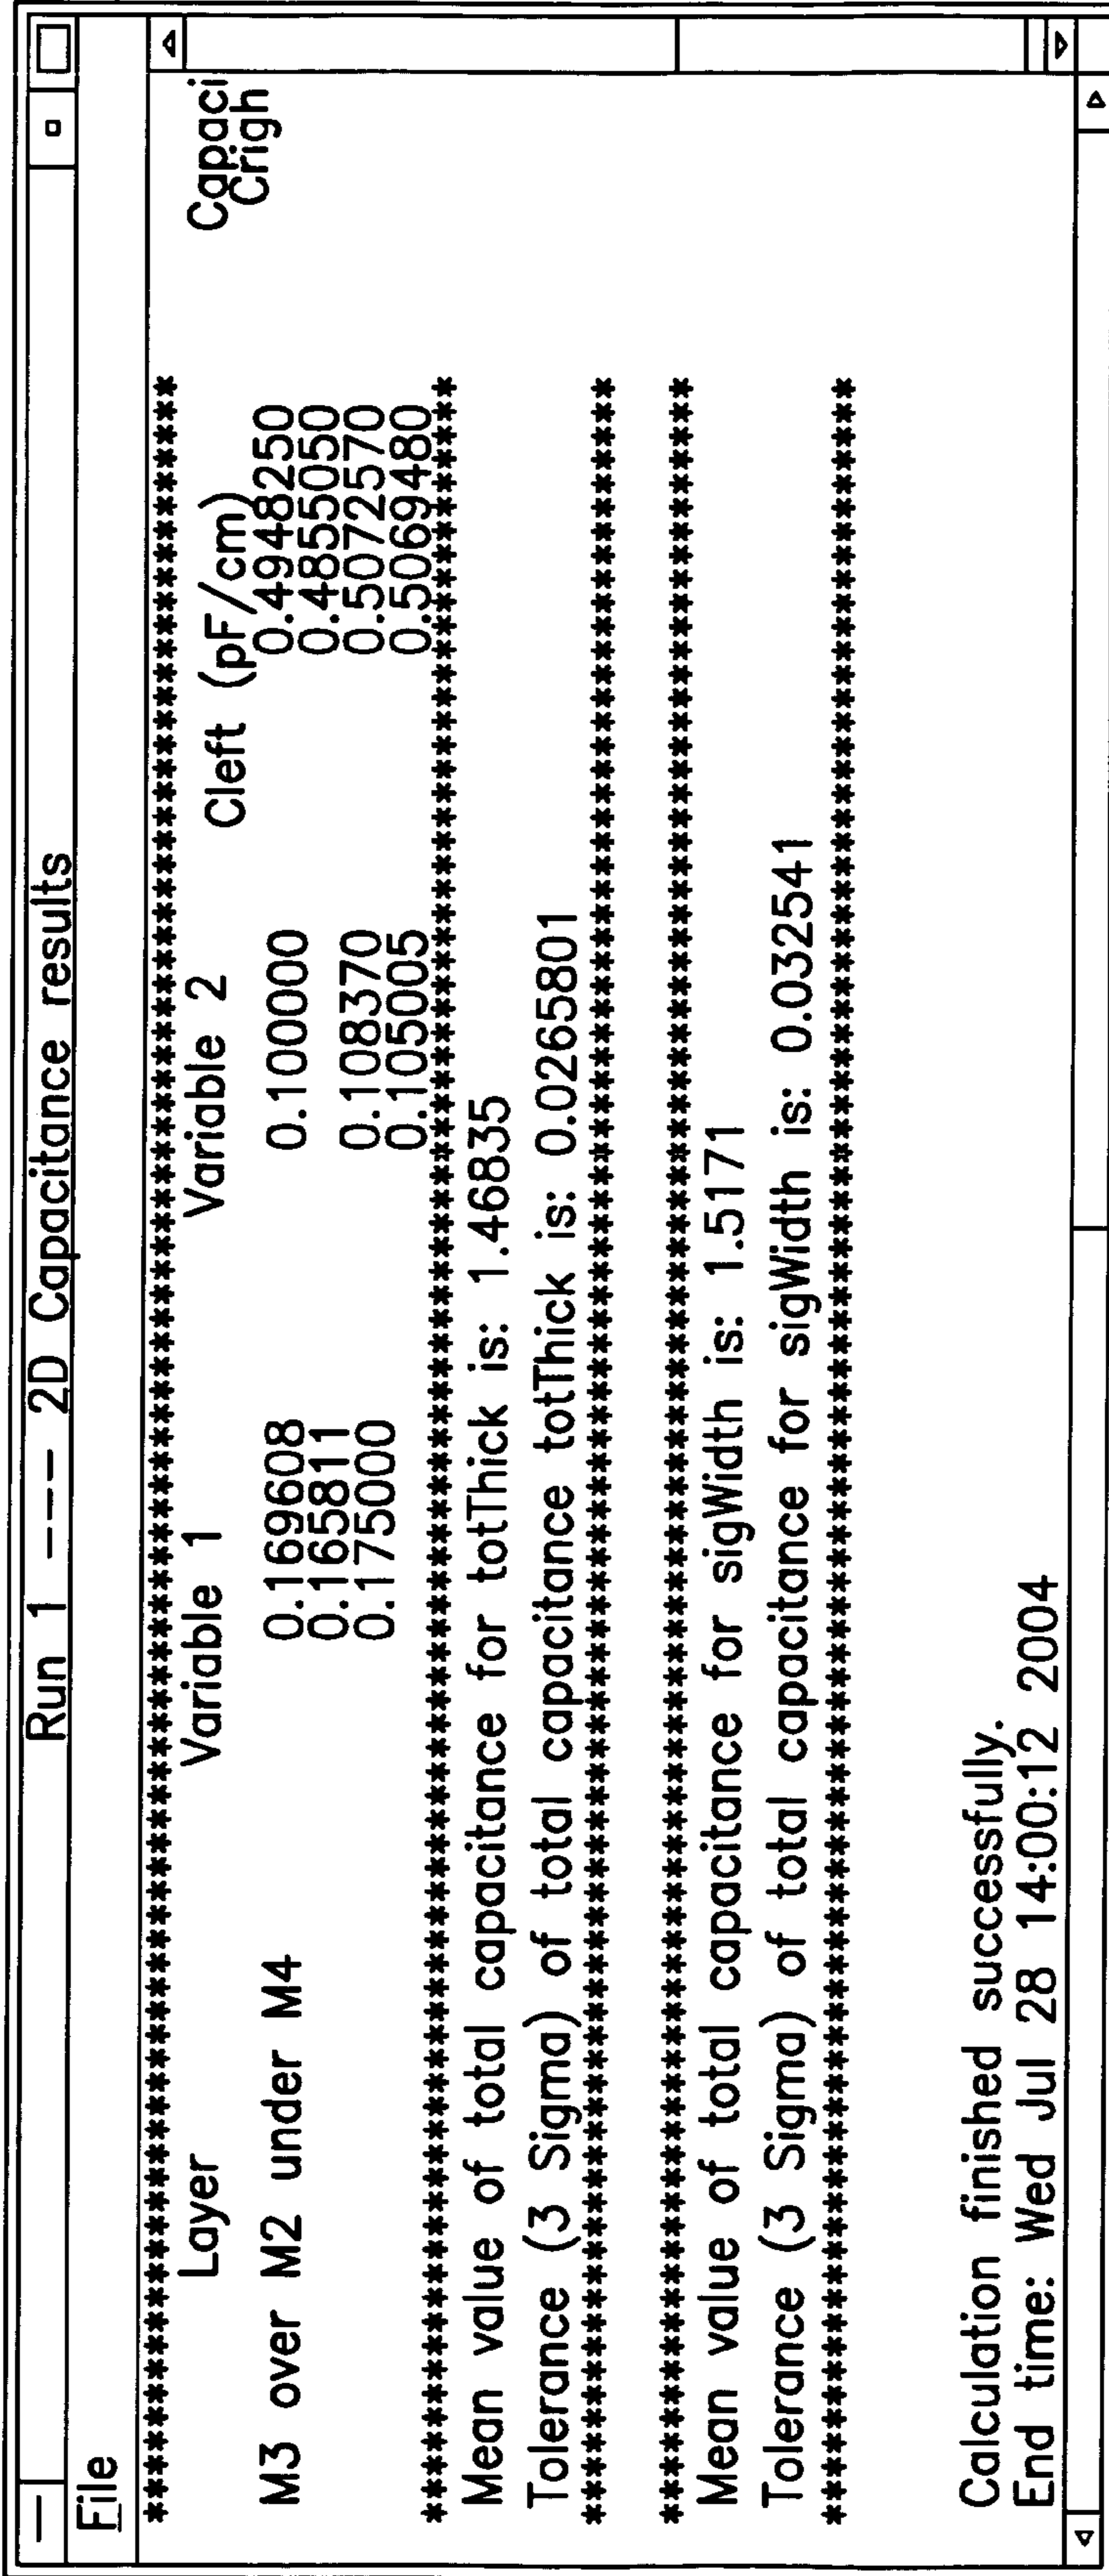 Run 1 ---- 2D Capacitance results
File
************************************************************
Layer Variable 1 Variable 2 Cleft (pF/cm) Capaci
Crigh
M3 over M2 under M4 0.169608 0.100000 0.4948250
0.165811 0.4855050
0.175000 0.108370 0.5072570
0.105005 0.5069480
************************************************************
Mean value of total capacitance for totThick is: 1.46835
Tolerance (3 Sigma) of total capacitance totThick is: 0.0265801
************************************************************
************************************************************
Mean value of total capacitance for sigWidth is: 1.5171
Tolerance (3 Sigma) of total capacitance for sigWidth is: 0.032541
************************************************************
Calculation finished successfully.
End time: Wed Jul 28 14:00:12 2004